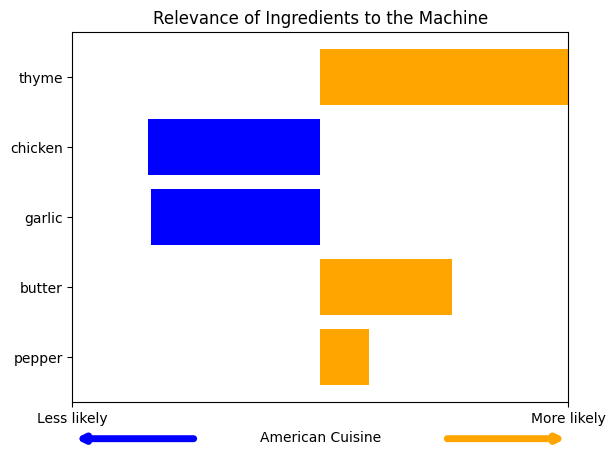 Relevance of Ingredients to the Machine
thyme
chicken
garlic
butter
pepper
Less likely
More likely
American Cuisine